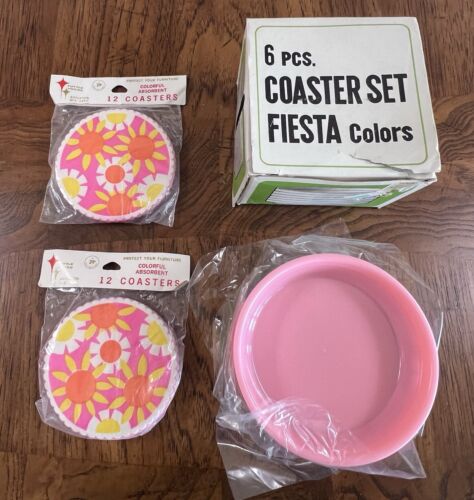 PROTECT YOUR FURNITURE
COLORFUL
ABSORBENT
12 COASTERS
6 PCS.
COASTER SET
FIESTA Colors
PROTECT YOUR FURNITURE
COLORFUL
ABSORBENT
12 COASTERS